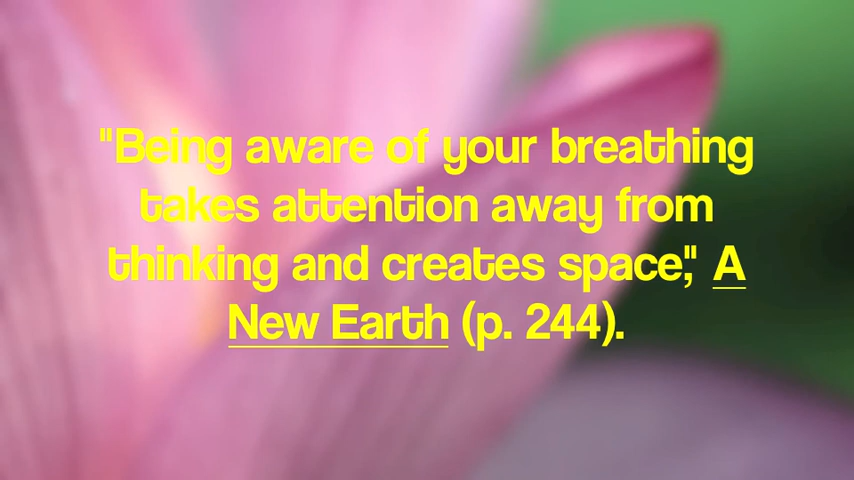 "Being aware of your breathing
takes attention away from
thinking and creates space," A
New Earth (p. 244).